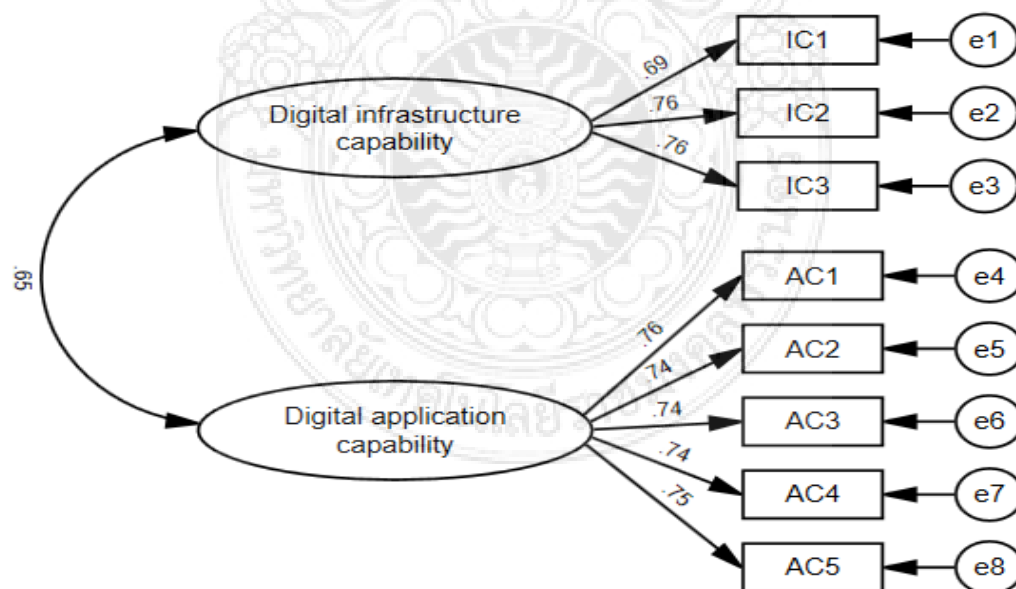 IC1
e1
.69
Digital infrastructure
capability
.76
IC2
e2
.76
IC3
e3
.65
AC1
e4
.76
AC2
e5
.74
Digital application
capability
.74
AC3
e6
.74
AC4
e7
.75
AC5
e8